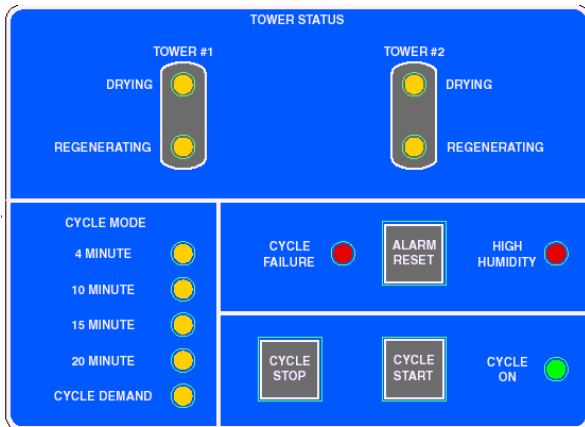 TOWER STATUS
TOWER #1
TOWER #2
DRYING
DRYING
REGENERATING
REGENERATING
CYCLE MODE
4 MINUTE
10 MINUTE
15 MINUTE
20 MINUTE
CYCLE DEMAND
CYCLE
FAILURE
ALARM
RESET
HIGH
HUMIDITY
CYCLE
STOP
CYCLE
START
CYCLE
ON